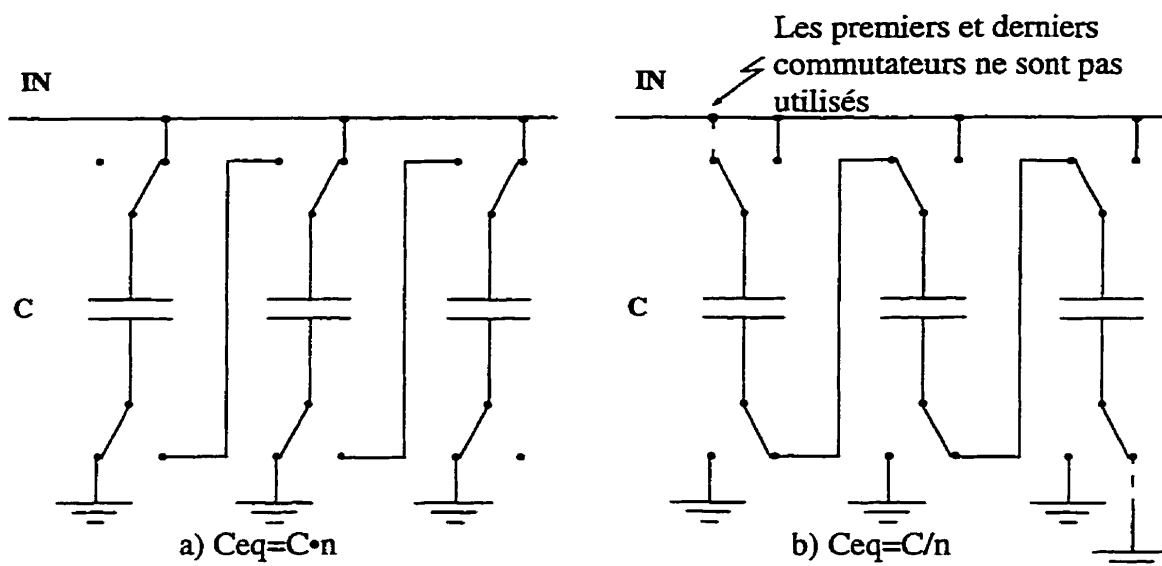 Les premiers et derniers
commutateurs ne sont pas
utilisés
IN
IN
C
C
a) Ceq=C•n
b) Ceq=C/n